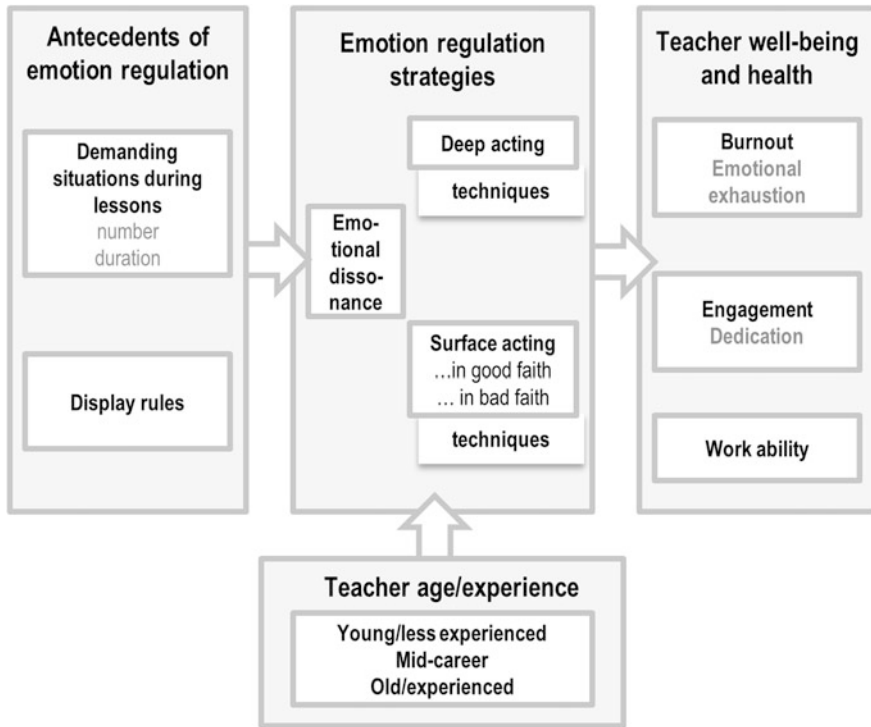 Antecedents of
emotion regulation
Demanding
situations during
lessons
number
duration
Display rules
Emotion regulation
strategies
Emo-
tional
disso-
nance
Deep acting
techniques
Surface acting
…in good faith
… in bad faith
techniques
Teacher well-being
and health
Burnout
Emotional
exhaustion
Engagement
Dedication
Work ability
Teacher age/experience
Young/less experienced
Mid-career
Old/experienced